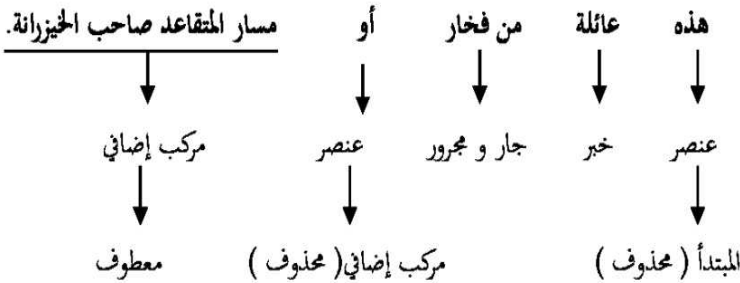 هذه عائلة من فخار أو مسار المتقاعد صاحب الخيزرانة.
عنصر خبر جار و مجرور عنصر مركب إضافي
المبتدأ ( محذوف ) مركب إضافي( محذوف ) معطوف